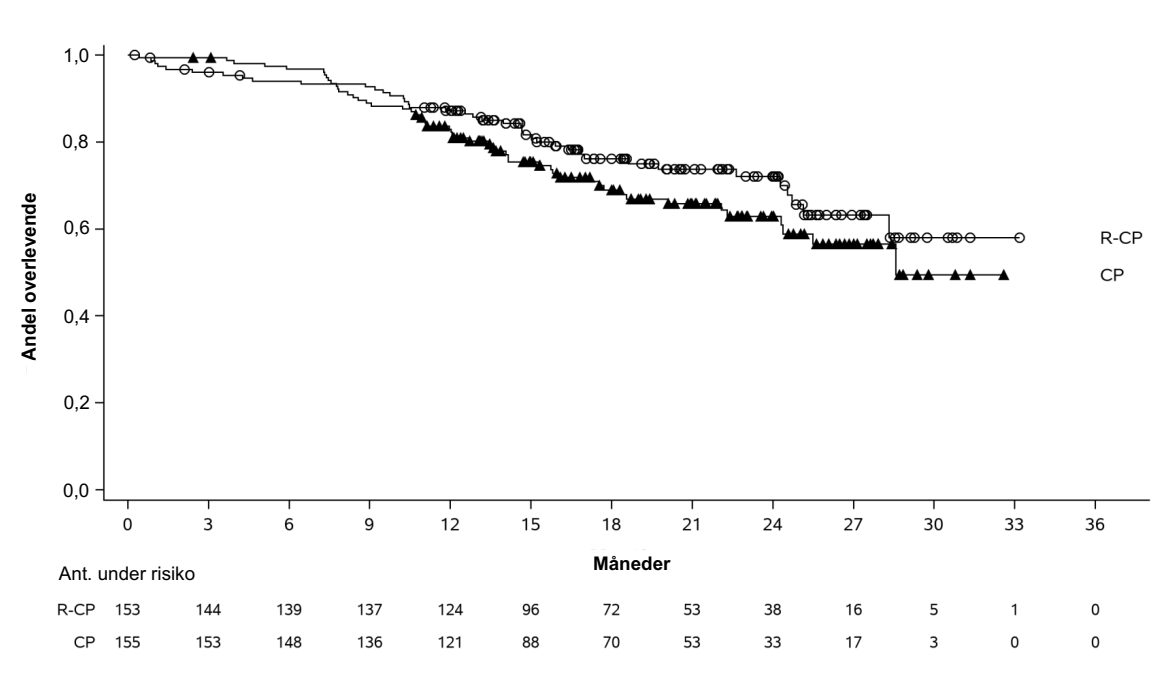 1,0
0.8
0,6
0,4
0,2
0,0
Andel overlevende
R-CP
CP
0 3 6 9 12 15 18 21 24 27 30 33 36
Måneder
Ant. under risiko
R-CP 153 144 139 137 124 96 72 53 38 16 5 1 0
CP 155 153 148 136 121 88 70 53 33 17 3 0 0